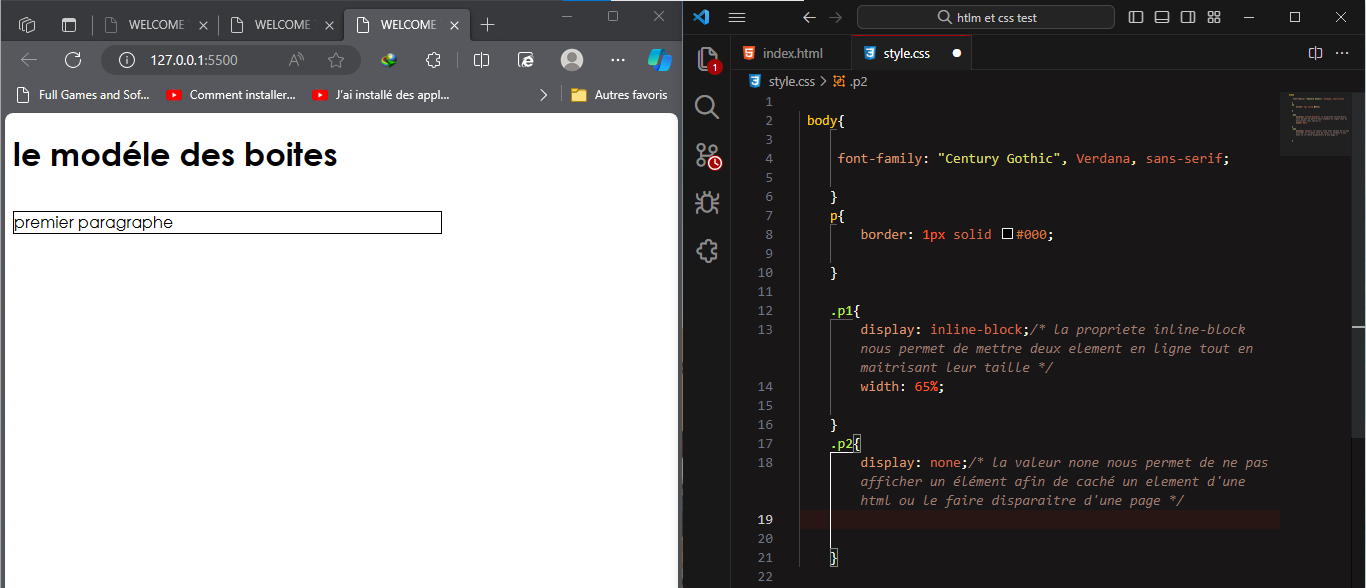 WELCOME
WELCOME
WELCOME
127.0.0.1:5500
Full Games and Sof...
Comment installer...
J'ai installé des appl...
Autres favoris
le modéle des boites
premier paragraphe
htlm et css test
1
index.html
style.css
style.css > .p2
1
2 body{
3
4 font-family: "Century Gothic", Verdana, sans-serif;
5
6 }
7 p{
8 border: 1px solid #000;
9
10 }
11
12 .p1{
13 display: inline-block;/* la propriete inline-block
nous permet de mettre deux element en ligne tout en
maitrisant leur taille */
14 width: 65%;
15
16 }
17 .p2{
18 display: none;/* la valeur none nous permet de ne pas
afficher un élément afin de caché un element d'une
html ou le faire disparaitre d'une page */
19
20
21 }
22